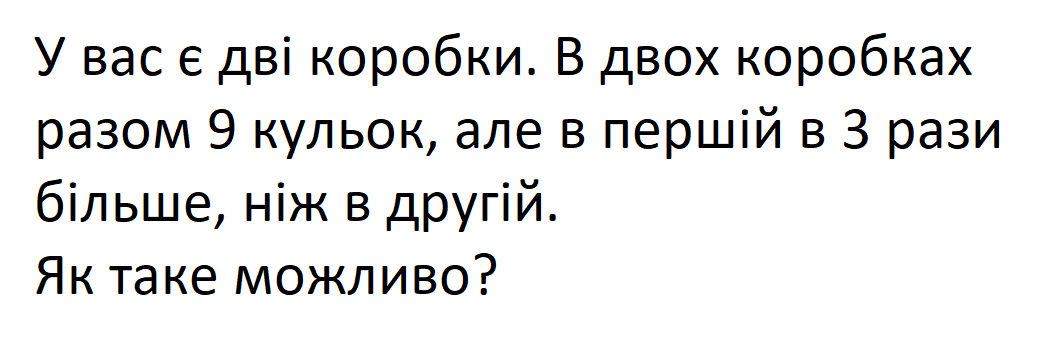 У вас є дві коробки. В двох коробках
разом 9 кульок, але в першій в 3 рази
більше, ніж в другій.
Як таке можливо?